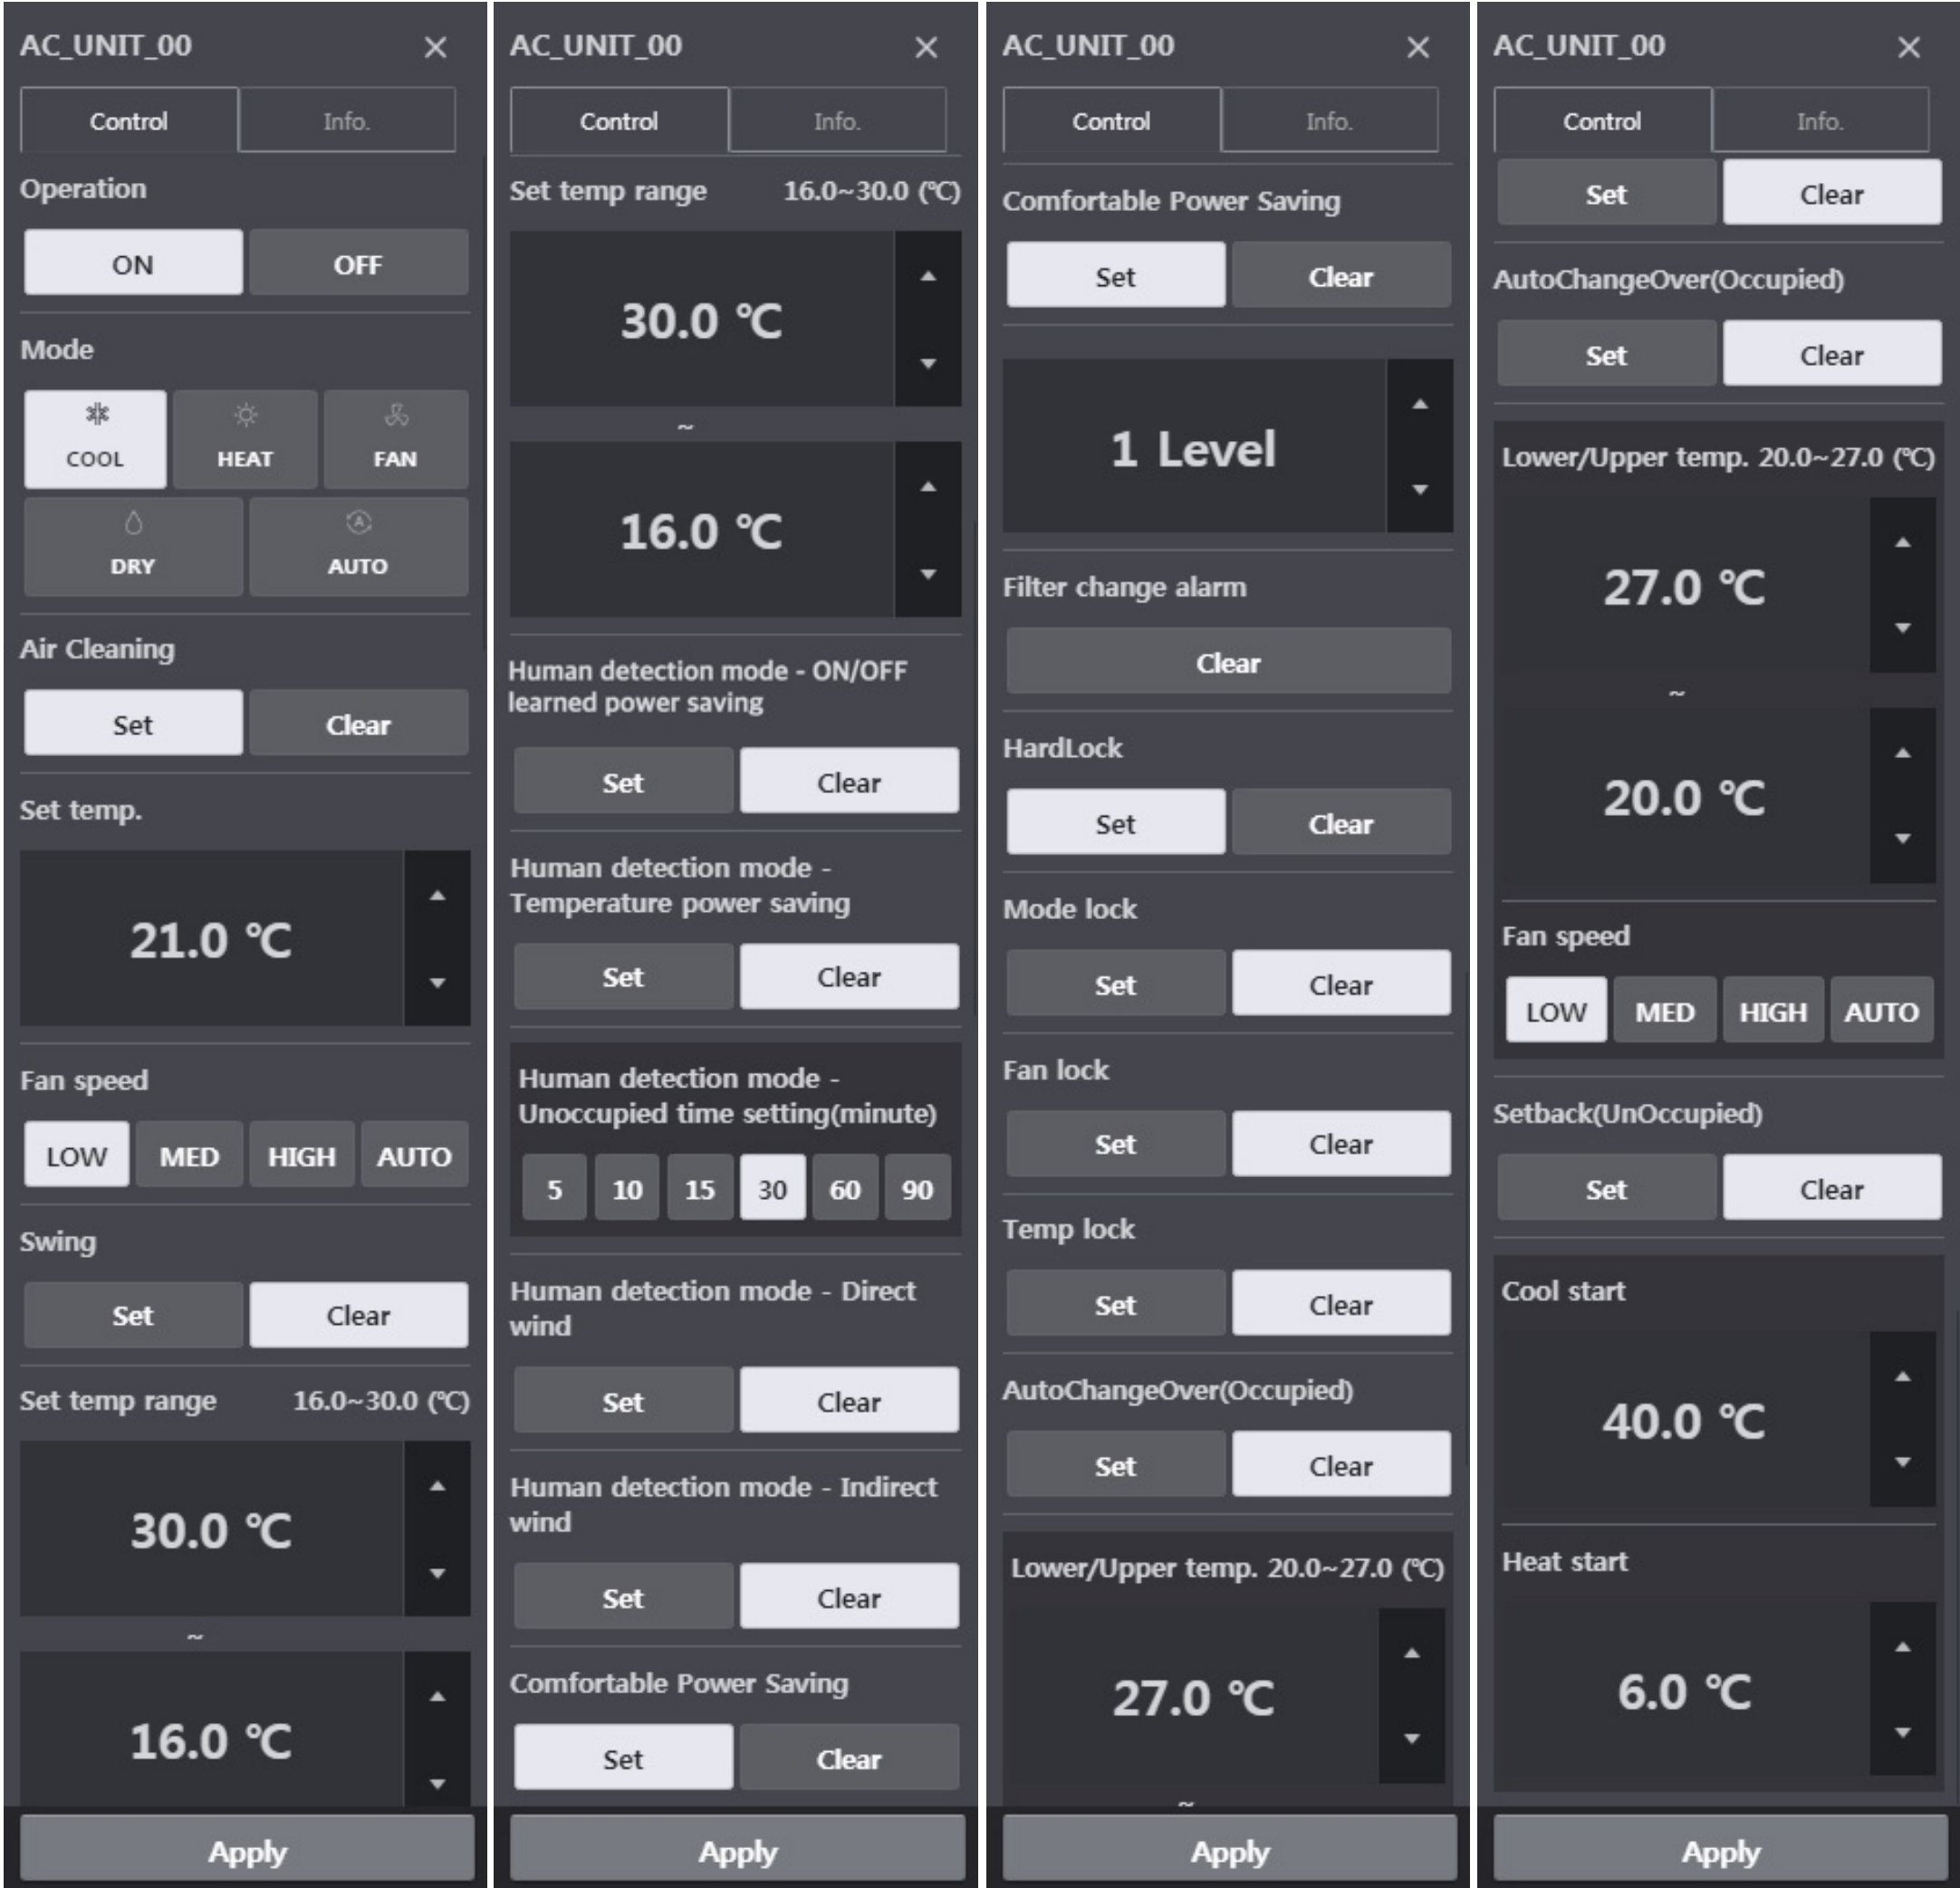 AC_UNIT_00 ×
Control Info.
Operation
ON OFF
Mode
COOL HEAT FAN
DRY AUTO
Air Cleaning
Set Clear
Set temp.
21.0 ℃
Fan speed
LOW MED HIGH AUTO
Swing
Set Clear
Set temp range 16.0~30.0 (℃)
30.0 ℃
~
16.0 ℃
Apply
AC_UNIT_00 ×
Control Info.
Set temp range 16.0~30.0 (℃)
30.0 ℃
~
16.0 ℃
Human detection mode - ON/OFF
learned power saving
Set Clear
Human detection mode -
Temperature power saving
Set Clear
Human detection mode -
Unoccupied time setting(minute)
5 10 15 30 60 90
Human detection mode - Direct
wind
Set Clear
Human detection mode - Indirect
wind
Set Clear
Comfortable Power Saving
Set Clear
Apply
AC_UNIT_00 ×
Control Info.
Comfortable Power Saving
Set Clear
1 Level
Filter change alarm
Clear
HardLock
Set Clear
Mode lock
Set Clear
Fan lock
Set Clear
Temp lock
Set Clear
AutoChangeOver(Occupied)
Set Clear
Lower/Upper temp. 20.0~27.0 (℃)
27.0 ℃
~
Apply
AC_UNIT_00 ×
Control Info.
Set Clear
AutoChangeOver(Occupied)
Set Clear
Lower/Upper temp. 20.0~27.0 (℃)
27.0 ℃
~
20.0 ℃
Fan speed
LOW MED HIGH AUTO
Setback(UnOccupied)
Set Clear
Cool start
40.0 ℃
Heat start
6.0 ℃
Apply